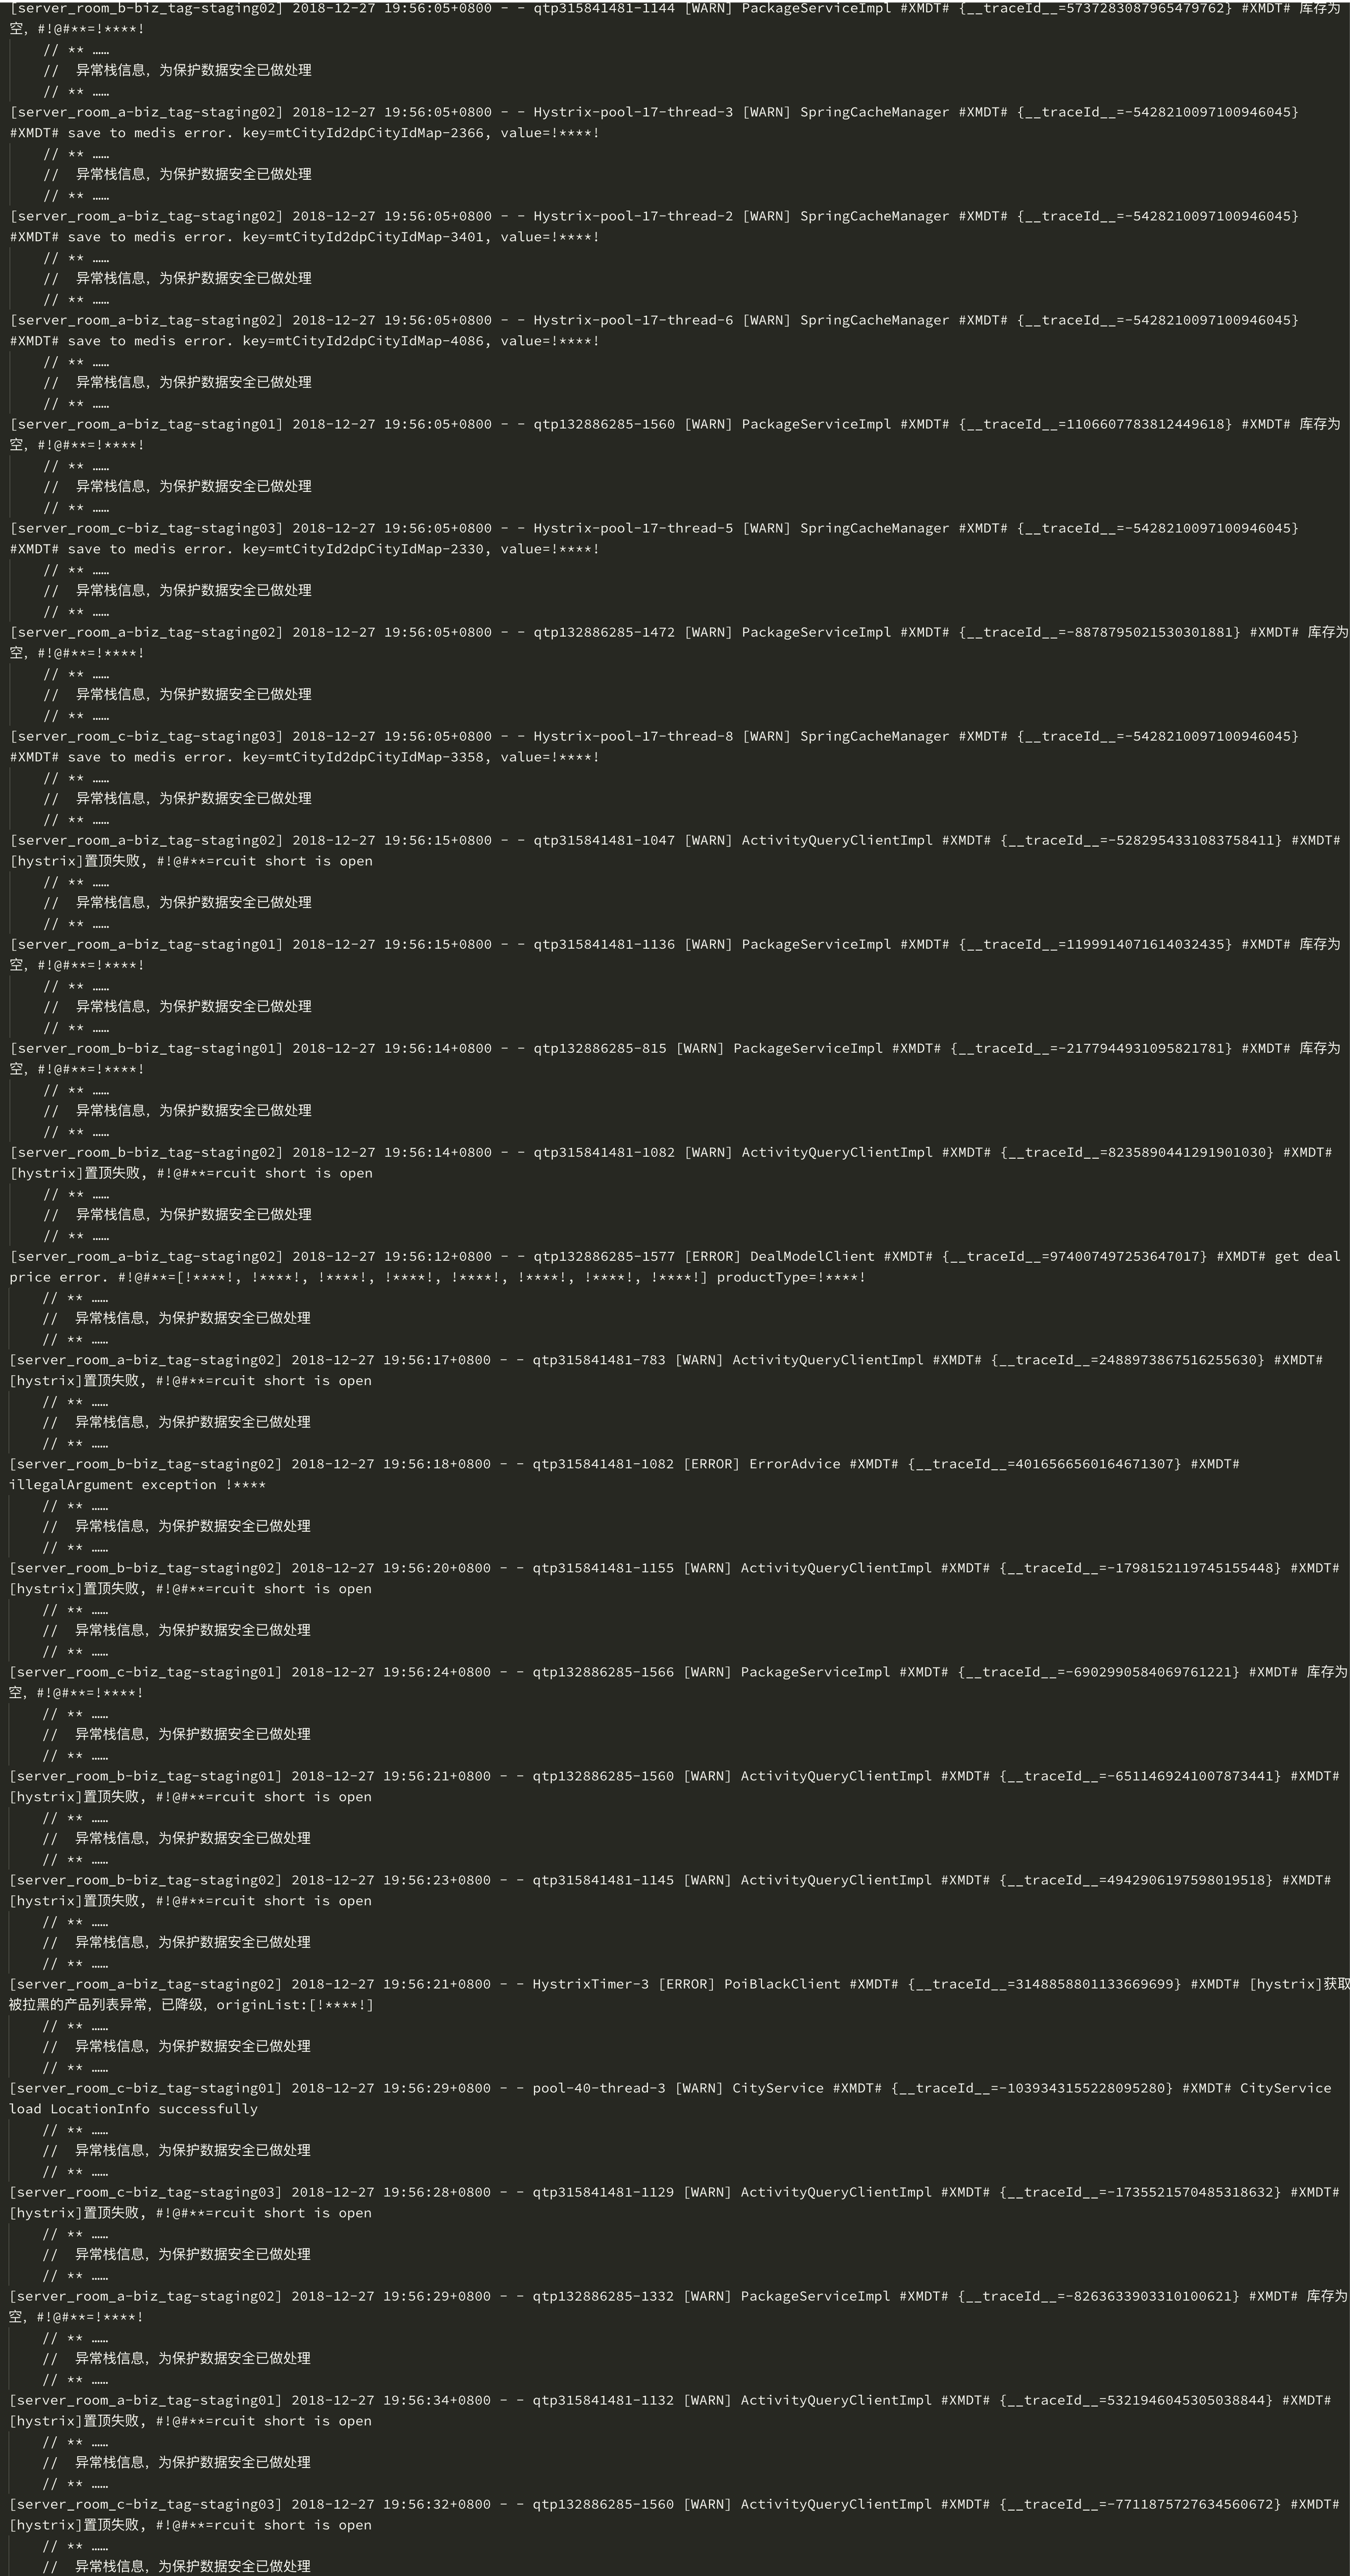 [server_room_b-biz_tag-staging02] 2018-12-27 19:56:05+0800 - - qtp315841481-1144 [WARN] PackageServiceImpl #XMDT# {__traceId__=5737283087965479762} #XMDT# 库存为
空, #!@#**=!****!
// ** ……
//  异常栈信息, 为保护数据安全已做处理
// ** ……
[server_room_a-biz_tag-staging02] 2018-12-27 19:56:05+0800 - - Hystrix-pool-17-thread-3 [WARN] SpringCacheManager #XMDT# {__traceId__=-5428210097100946045}
#XMDT# save to medis error. key=mtCityId2dpCityIdMap-2366, value=!****!
// ** ……
//  异常栈信息, 为保护数据安全已做处理
// ** ……
[server_room_a-biz_tag-staging02] 2018-12-27 19:56:05+0800 - - Hystrix-pool-17-thread-2 [WARN] SpringCacheManager #XMDT# {__traceId__=-5428210097100946045}
#XMDT# save to medis error. key=mtCityId2dpCityIdMap-3401, value=!****!
// ** ……
//  异常栈信息, 为保护数据安全已做处理
// ** ……
[server_room_a-biz_tag-staging02] 2018-12-27 19:56:05+0800 - - Hystrix-pool-17-thread-6 [WARN] SpringCacheManager #XMDT# {__traceId__=-5428210097100946045}
#XMDT# save to medis error. key=mtCityId2dpCityIdMap-4086, value=!****!
// ** ……
//  异常栈信息, 为保护数据安全已做处理
// ** ……
[server_room_a-biz_tag-staging01] 2018-12-27 19:56:05+0800 - - qtp132886285-1560 [WARN] PackageServiceImpl #XMDT# {__traceId__=1106607783812449618} #XMDT# 库存为
空, #!@#**=!****!
// ** ……
//  异常栈信息, 为保护数据安全已做处理
// ** ……
[server_room_c-biz_tag-staging03] 2018-12-27 19:56:05+0800 - - Hystrix-pool-17-thread-5 [WARN] SpringCacheManager #XMDT# {__traceId__=-5428210097100946045}
#XMDT# save to medis error. key=mtCityId2dpCityIdMap-2330, value=!****!
// ** ……
//  异常栈信息, 为保护数据安全已做处理
// ** ……
[server_room_a-biz_tag-staging02] 2018-12-27 19:56:05+0800 - - qtp132886285-1472 [WARN] PackageServiceImpl #XMDT# {__traceId__=-8878795021530301881} #XMDT# 库存为
空, #!@#**=!****!
// ** ……
//  异常栈信息, 为保护数据安全已做处理
// ** ……
[server_room_c-biz_tag-staging03] 2018-12-27 19:56:05+0800 - - Hystrix-pool-17-thread-8 [WARN] SpringCacheManager #XMDT# {__traceId__=-5428210097100946045}
#XMDT# save to medis error. key=mtCityId2dpCityIdMap-3358, value=!****!
// ** ……
//  异常栈信息, 为保护数据安全已做处理
// ** ……
[server_room_a-biz_tag-staging02] 2018-12-27 19:56:15+0800 - - qtp315841481-1047 [WARN] ActivityQueryClientImpl #XMDT# {__traceId__=-5282954331083758411} #XMDT#
[hystrix]置顶失败, #!@#**=rcuit short is open
// ** ……
//  异常栈信息, 为保护数据安全已做处理
// ** ……
[server_room_a-biz_tag-staging01] 2018-12-27 19:56:15+0800 - - qtp315841481-1136 [WARN] PackageServiceImpl #XMDT# {__traceId__=1199914071614032435} #XMDT# 库存为
空, #!@#**=!****!
// ** ……
//  异常栈信息, 为保护数据安全已做处理
// ** ……
[server_room_b-biz_tag-staging01] 2018-12-27 19:56:14+0800 - - qtp132886285-815 [WARN] PackageServiceImpl #XMDT# {__traceId__=-2177944931095821781} #XMDT# 库存为
空, #!@#**=!****!
// ** ……
//  异常栈信息, 为保护数据安全已做处理
// ** ……
[server_room_b-biz_tag-staging02] 2018-12-27 19:56:14+0800 - - qtp315841481-1082 [WARN] ActivityQueryClientImpl #XMDT# {__traceId__=8235890441291901030} #XMDT#
[hystrix]置顶失败, #!@#**=rcuit short is open
// ** ……
//  异常栈信息, 为保护数据安全已做处理
// ** ……
[server_room_a-biz_tag-staging02] 2018-12-27 19:56:12+0800 - - qtp132886285-1577 [ERROR] DealModelClient #XMDT# {__traceId__=974007497253647017} #XMDT# get deal
price error. #!@#**=[!****!, !****!, !****!, !****!, !****!, !****!, !****!, !****!] productType=!****!
// ** ……
//  异常栈信息, 为保护数据安全已做处理
// ** ……
[server_room_a-biz_tag-staging02] 2018-12-27 19:56:17+0800 - - qtp315841481-783 [WARN] ActivityQueryClientImpl #XMDT# {__traceId__=2488973867516255630} #XMDT#
[hystrix]置顶失败, #!@#**=rcuit short is open
// ** ……
//  异常栈信息, 为保护数据安全已做处理
// ** ……
[server_room_b-biz_tag-staging02] 2018-12-27 19:56:18+0800 - - qtp315841481-1082 [ERROR] ErrorAdvice #XMDT# {__traceId__=4016566560164671307} #XMDT#
illegalArgument exception !****
// ** ……
//  异常栈信息, 为保护数据安全已做处理
// ** ……
[server_room_b-biz_tag-staging02] 2018-12-27 19:56:20+0800 - - qtp315841481-1155 [WARN] ActivityQueryClientImpl #XMDT# {__traceId__=-1798152119745155448} #XMDT#
[hystrix]置顶失败, #!@#**=rcuit short is open
// ** ……
//  异常栈信息, 为保护数据安全已做处理
// ** ……
[server_room_c-biz_tag-staging01] 2018-12-27 19:56:24+0800 - - qtp132886285-1566 [WARN] PackageServiceImpl #XMDT# {__traceId__=-6902990584069761221} #XMDT# 库存为
空, #!@#**=!****!
// ** ……
//  异常栈信息, 为保护数据安全已做处理
// ** ……
[server_room_b-biz_tag-staging01] 2018-12-27 19:56:21+0800 - - qtp132886285-1560 [WARN] ActivityQueryClientImpl #XMDT# {__traceId__=-6511469241007873441} #XMDT#
[hystrix]置顶失败, #!@#**=rcuit short is open
// ** ……
//  异常栈信息, 为保护数据安全已做处理
// ** ……
[server_room_b-biz_tag-staging02] 2018-12-27 19:56:23+0800 - - qtp315841481-1145 [WARN] ActivityQueryClientImpl #XMDT# {__traceId__=4942906197598019518} #XMDT#
[hystrix]置顶失败, #!@#**=rcuit short is open
// ** ……
//  异常栈信息, 为保护数据安全已做处理
// ** ……
[server_room_a-biz_tag-staging02] 2018-12-27 19:56:21+0800 - - HystrixTimer-3 [ERROR] PoiBlackClient #XMDT# {__traceId__=3148858801133669699} #XMDT# [hystrix]获取
被拉黑的产品列表异常, 已降级, originList:[!****!]
// ** ……
//  异常栈信息, 为保护数据安全已做处理
// ** ……
[server_room_c-biz_tag-staging01] 2018-12-27 19:56:29+0800 - - pool-40-thread-3 [WARN] CityService #XMDT# {__traceId__=-1039343155228095280} #XMDT# CityService
load LocationInfo successfully
// ** ……
//  异常栈信息, 为保护数据安全已做处理
// ** ……
[server_room_c-biz_tag-staging03] 2018-12-27 19:56:28+0800 - - qtp315841481-1129 [WARN] ActivityQueryClientImpl #XMDT# {__traceId__=-1735521570485318632} #XMDT#
[hystrix]置顶失败, #!@#**=rcuit short is open
// ** ……
//  异常栈信息, 为保护数据安全已做处理
// ** ……
[server_room_a-biz_tag-staging02] 2018-12-27 19:56:29+0800 - - qtp132886285-1332 [WARN] PackageServiceImpl #XMDT# {__traceId__=-8263633903310100621} #XMDT# 库存为
空, #!@#**=!****!
// ** ……
//  异常栈信息, 为保护数据安全已做处理
// ** ……
[server_room_a-biz_tag-staging01] 2018-12-27 19:56:34+0800 - - qtp315841481-1132 [WARN] ActivityQueryClientImpl #XMDT# {__traceId__=5321946045305038844} #XMDT#
[hystrix]置顶失败, #!@#**=rcuit short is open
// ** ……
//  异常栈信息, 为保护数据安全已做处理
// ** ……
[server_room_c-biz_tag-staging03] 2018-12-27 19:56:32+0800 - - qtp132886285-1560 [WARN] ActivityQueryClientImpl #XMDT# {__traceId__=-7711875727634560672} #XMDT#
[hystrix]置顶失败, #!@#**=rcuit short is open
// ** ……
//  异常栈信息, 为保护数据安全已做处理